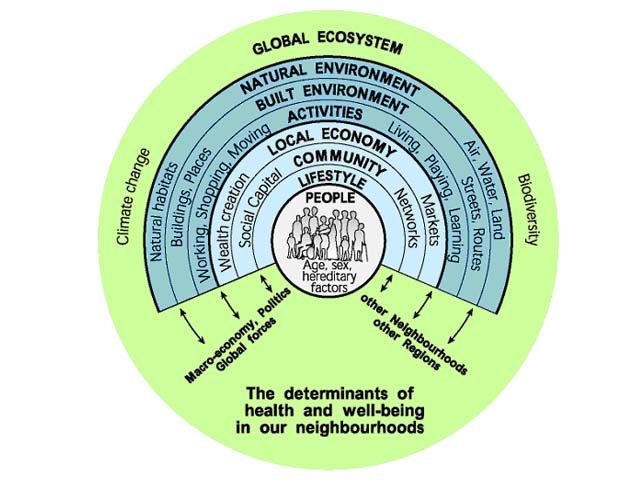 GLOBAL ECOSYSTEM
NATURAL ENVIRONMENT
BUILT ENVIRONMENT
ACTIVITIES
LOCAL ECONOMY
COMMUNITY
LIFESTYLE
PEOPLE
Age, sex,
hereditary
factors
Climate change
Natural habitats
Buildings, Places
Working, Shopping, Moving
Wealth creation
Social Capital
Networks
Markets
Living, Playing, Learning
Streets, Routes
Air, Water, Land
Biodiversity
Macro-economy, Politics
Global forces
other Neighbourhoods
other Regions
The determinants of
health and well-being
in our neighbourhoods